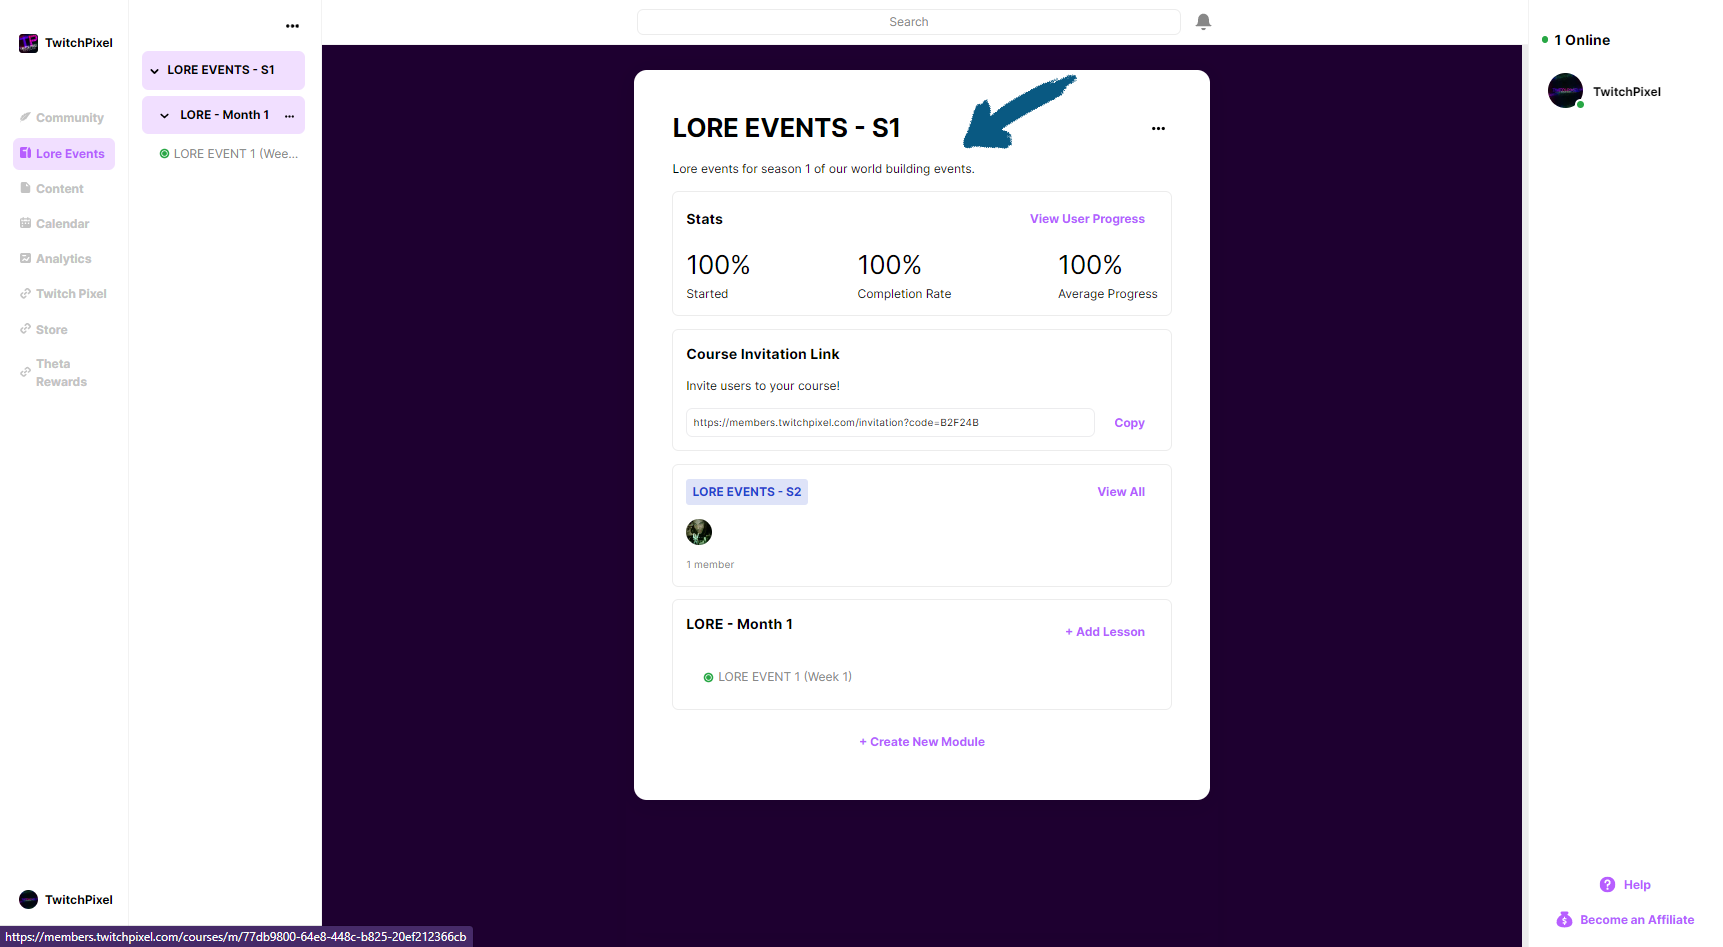 TwitchPixel
Community
Lore Events
Content
Calendar
Analytics
Twitch Pixel
Store
Theta
Rewards
TwitchPixel
LORE EVENTS - S1
LORE - Month 1
LORE EVENT 1 (Wee...
Search
LORE EVENTS - S1
Lore events for season 1 of our world building events.
Stats
View User Progress
100%
100%
100%
Started
Completion Rate
Average Progress
Course Invitation Link
Invite users to your course!
https://members.twitchpixel.com/invitation?code=B2F24B
Copy
LORE EVENTS - S2
View All
1 member
LORE - Month 1
+ Add Lesson
LORE EVENT 1 (Week 1)
+ Create New Module
1 Online
TwitchPixel
Help
Become an Affiliate
https://members.twitchpixel.com/courses/m/77db9800-64e8-448c-b825-20ef212366cb